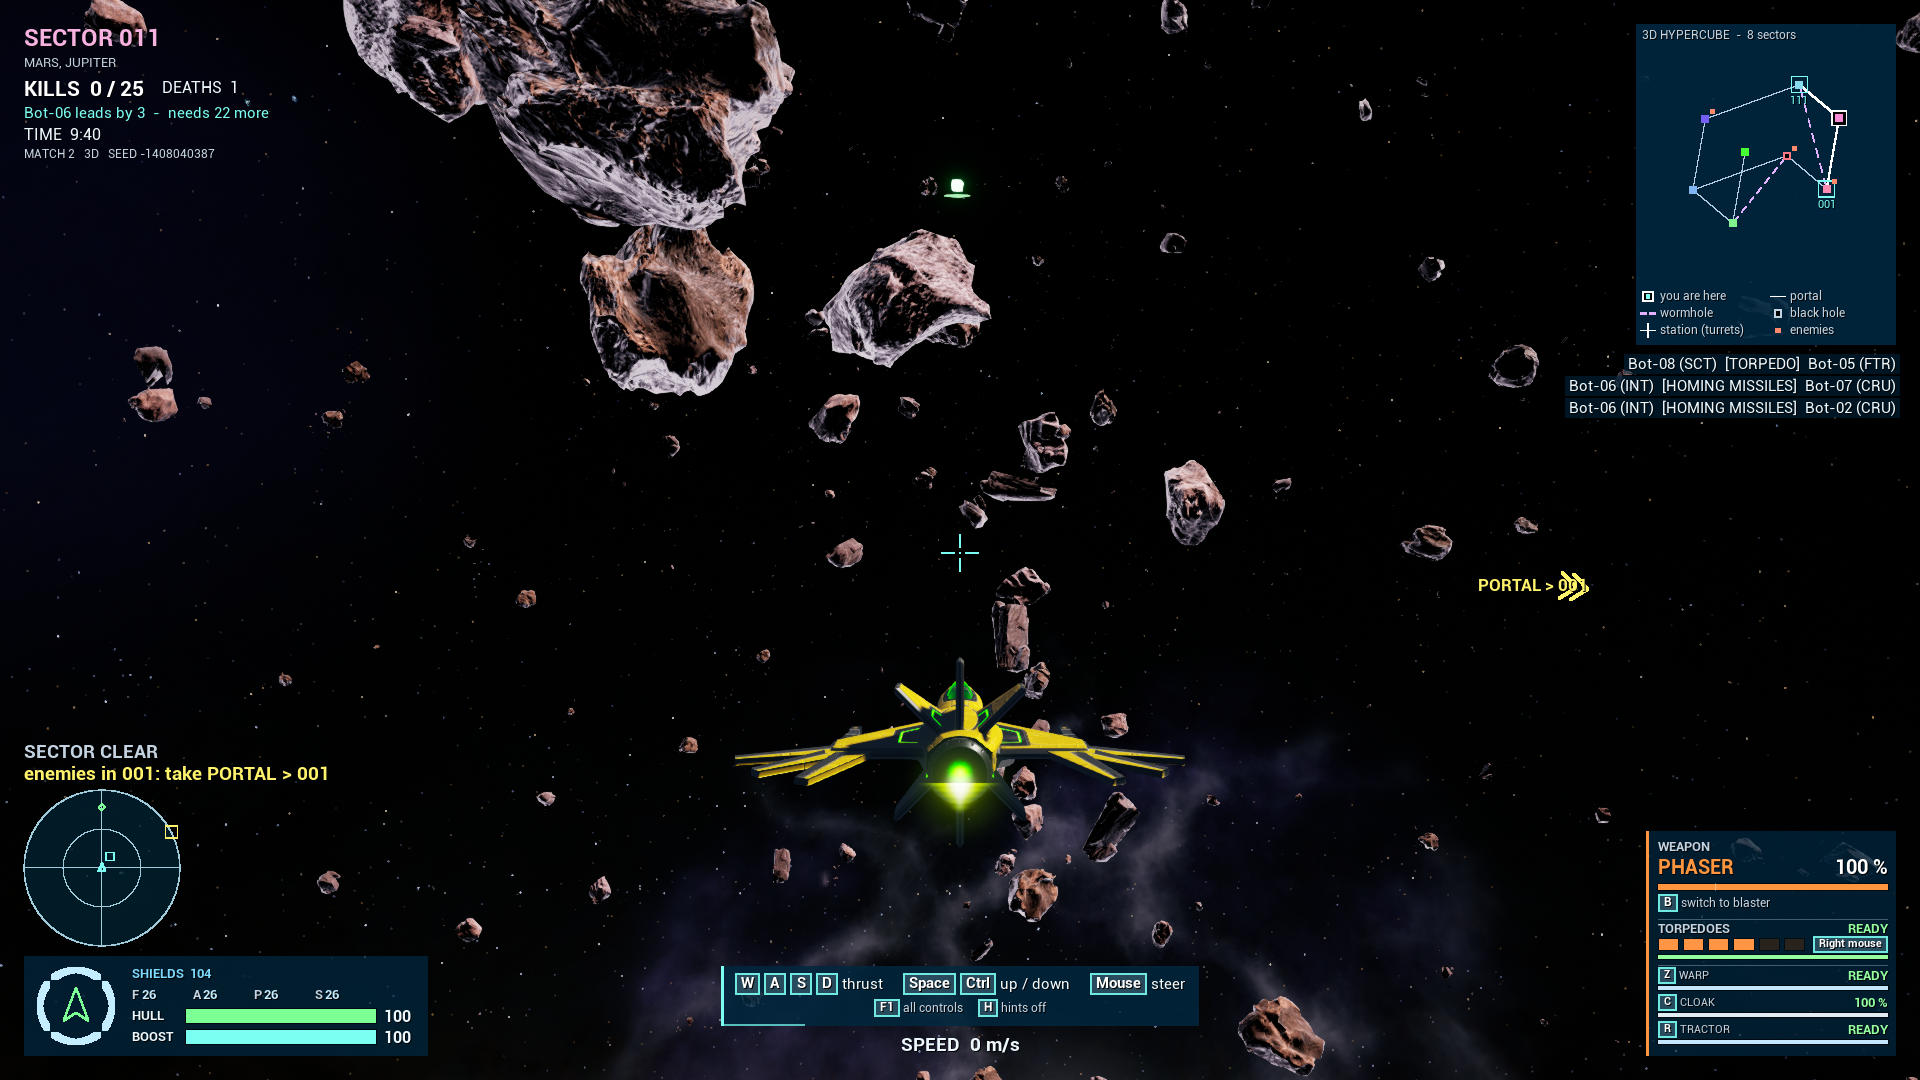 SECTOR 011
MARS, JUPITER
KILLS 0 / 25 DEATHS 1
Bot-06 leads by 3 - needs 22 more
TIME 9:40
MATCH 2 3D SEED -1408040387
3D HYPERCUBE - 8 sectors
111
001
you are here
portal
wormhole
black hole
station (turrets)
enemies
Bot-08 (SCT) [TORPEDO] Bot-05 (FTR)
Bot-06 (INT) [HOMING MISSILES] Bot-07 (CRU)
Bot-06 (INT) [HOMING MISSILES] Bot-02 (CRU)
PORTAL > 001
SECTOR CLEAR
enemies in 001: take PORTAL > 001
SHIELDS 104
F 26 A 26 P 26 S 26
HULL 100
BOOST 100
W A S D thrust Space Ctrl up / down Mouse steer
F1 all controls H hints off
SPEED 0 m/s
WEAPON
PHASER 100 %
B switch to blaster
TORPEDOES READY
Right mouse
Z WARP READY
C CLOAK 100 %
R TRACTOR READY